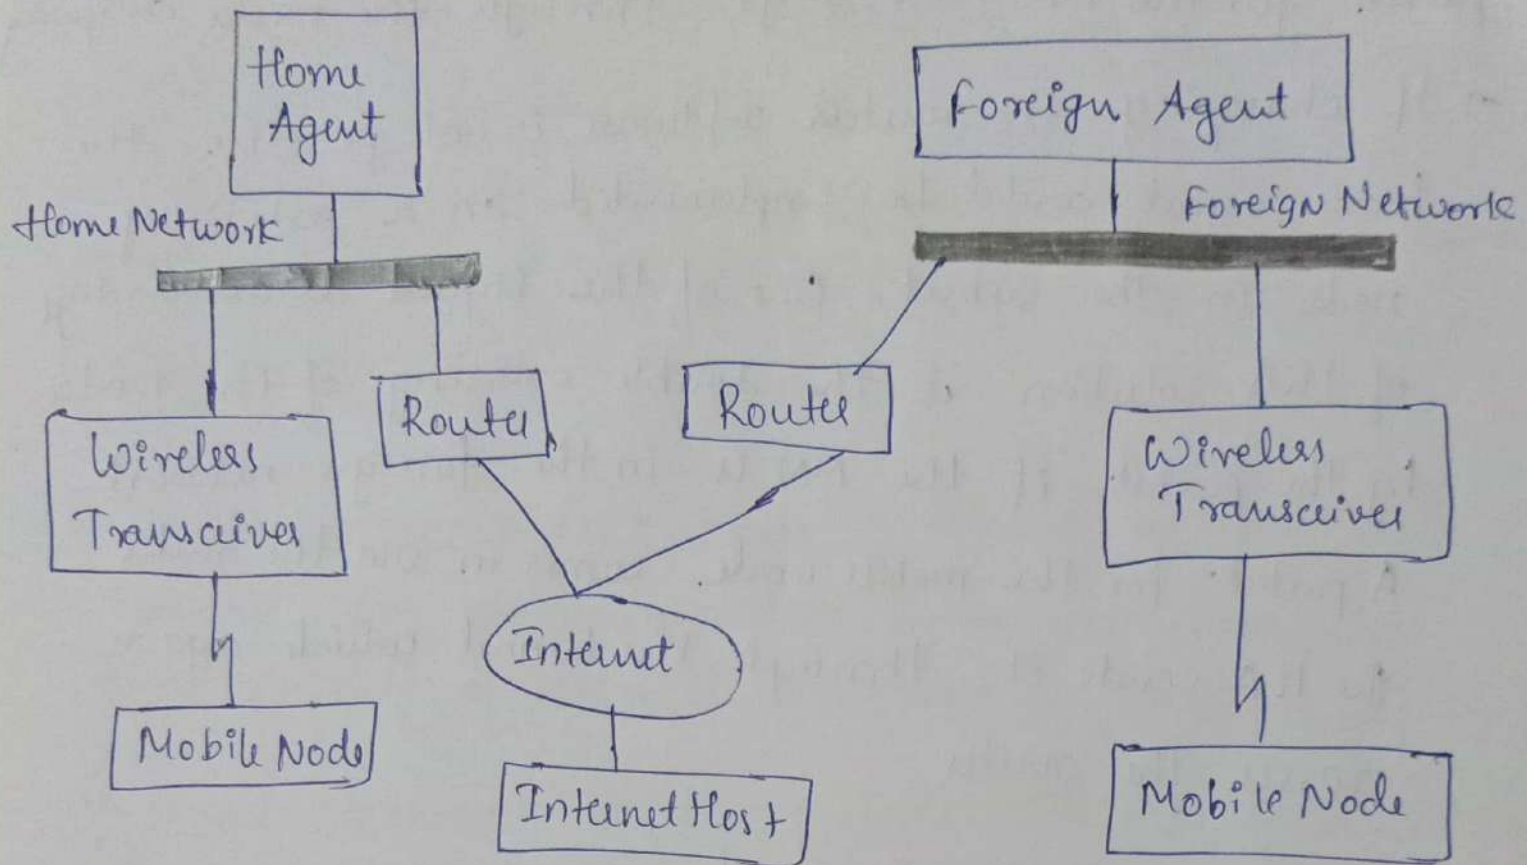 Home
Agent
Foreign Agent
Home Network
Foreign Network
Router
Router
Wireless
Transceiver
Wireless
Transceiver
Internet
Mobile Node
Internet Host
Mobile Node